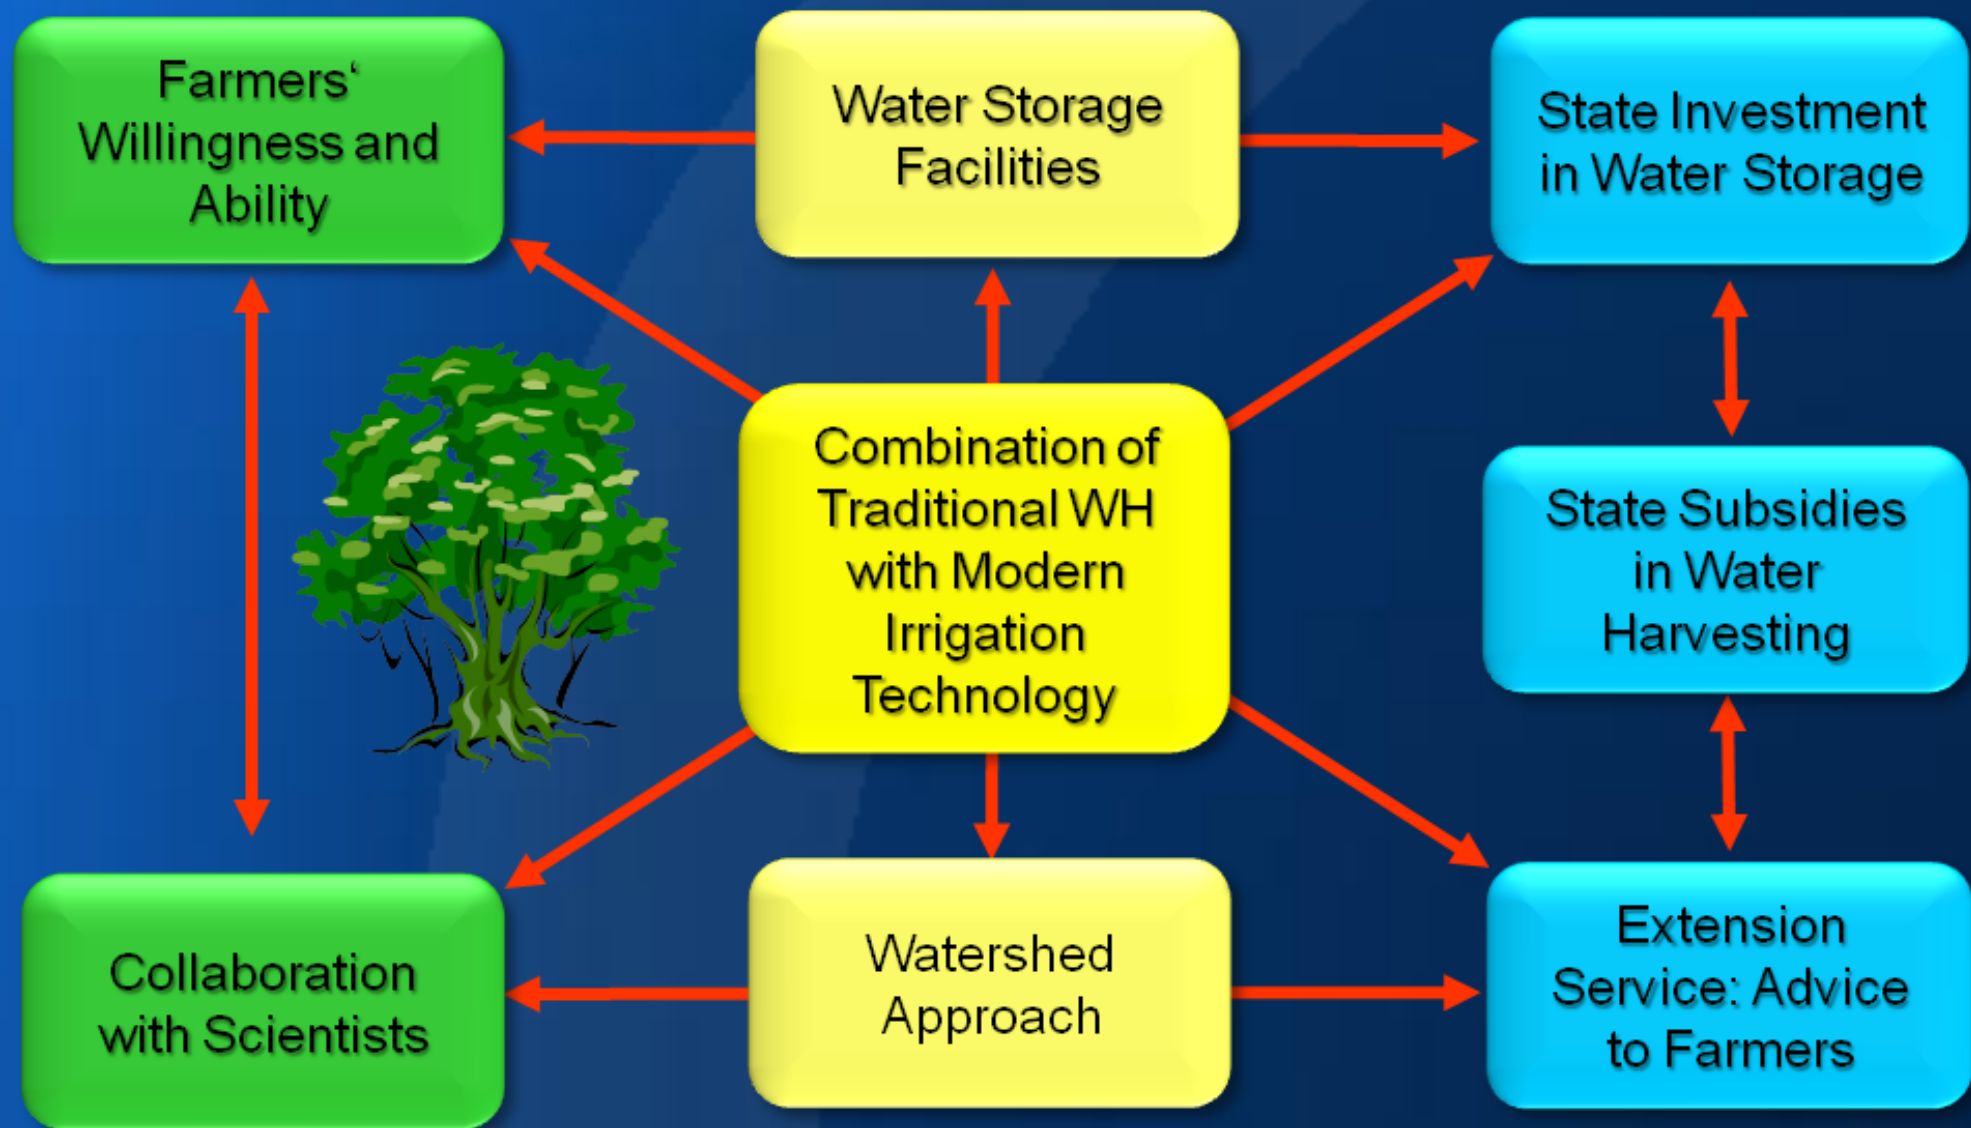 Farmers‘
Willingness and
Ability
Water Storage
Facilities
State Investment
in Water Storage
Combination of
Traditional WH
with Modern
Irrigation
Technology
State Subsidies
in Water
Harvesting
Collaboration
with Scientists
Watershed
Approach
Extension
Service: Advice
to Farmers